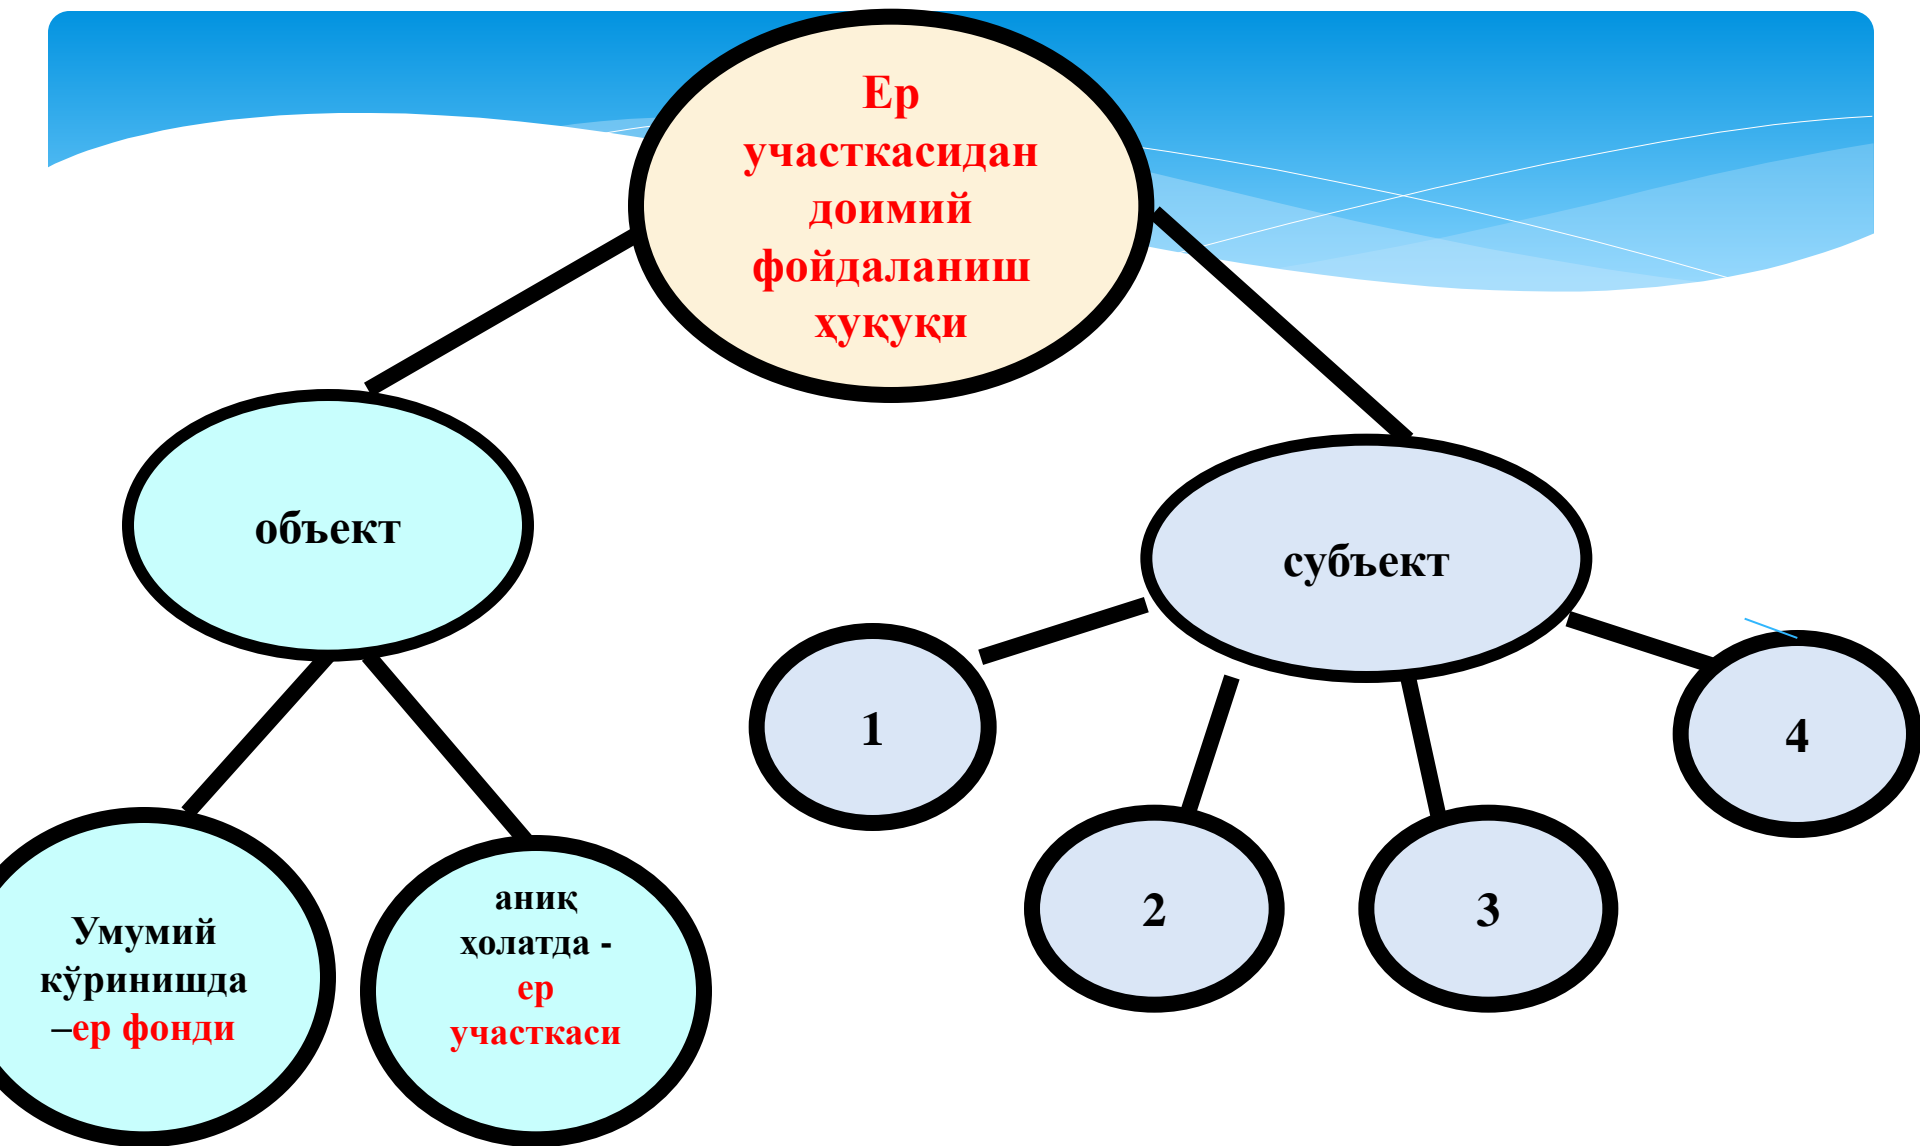 Ер
участкасидан
доимий
фойдаланиш
ҳуқуқи
объект
субъект
1
2
3
4
Умумий
кўринишда
–ер фонди
аниқ
ҳолатда -
ер
участкаси